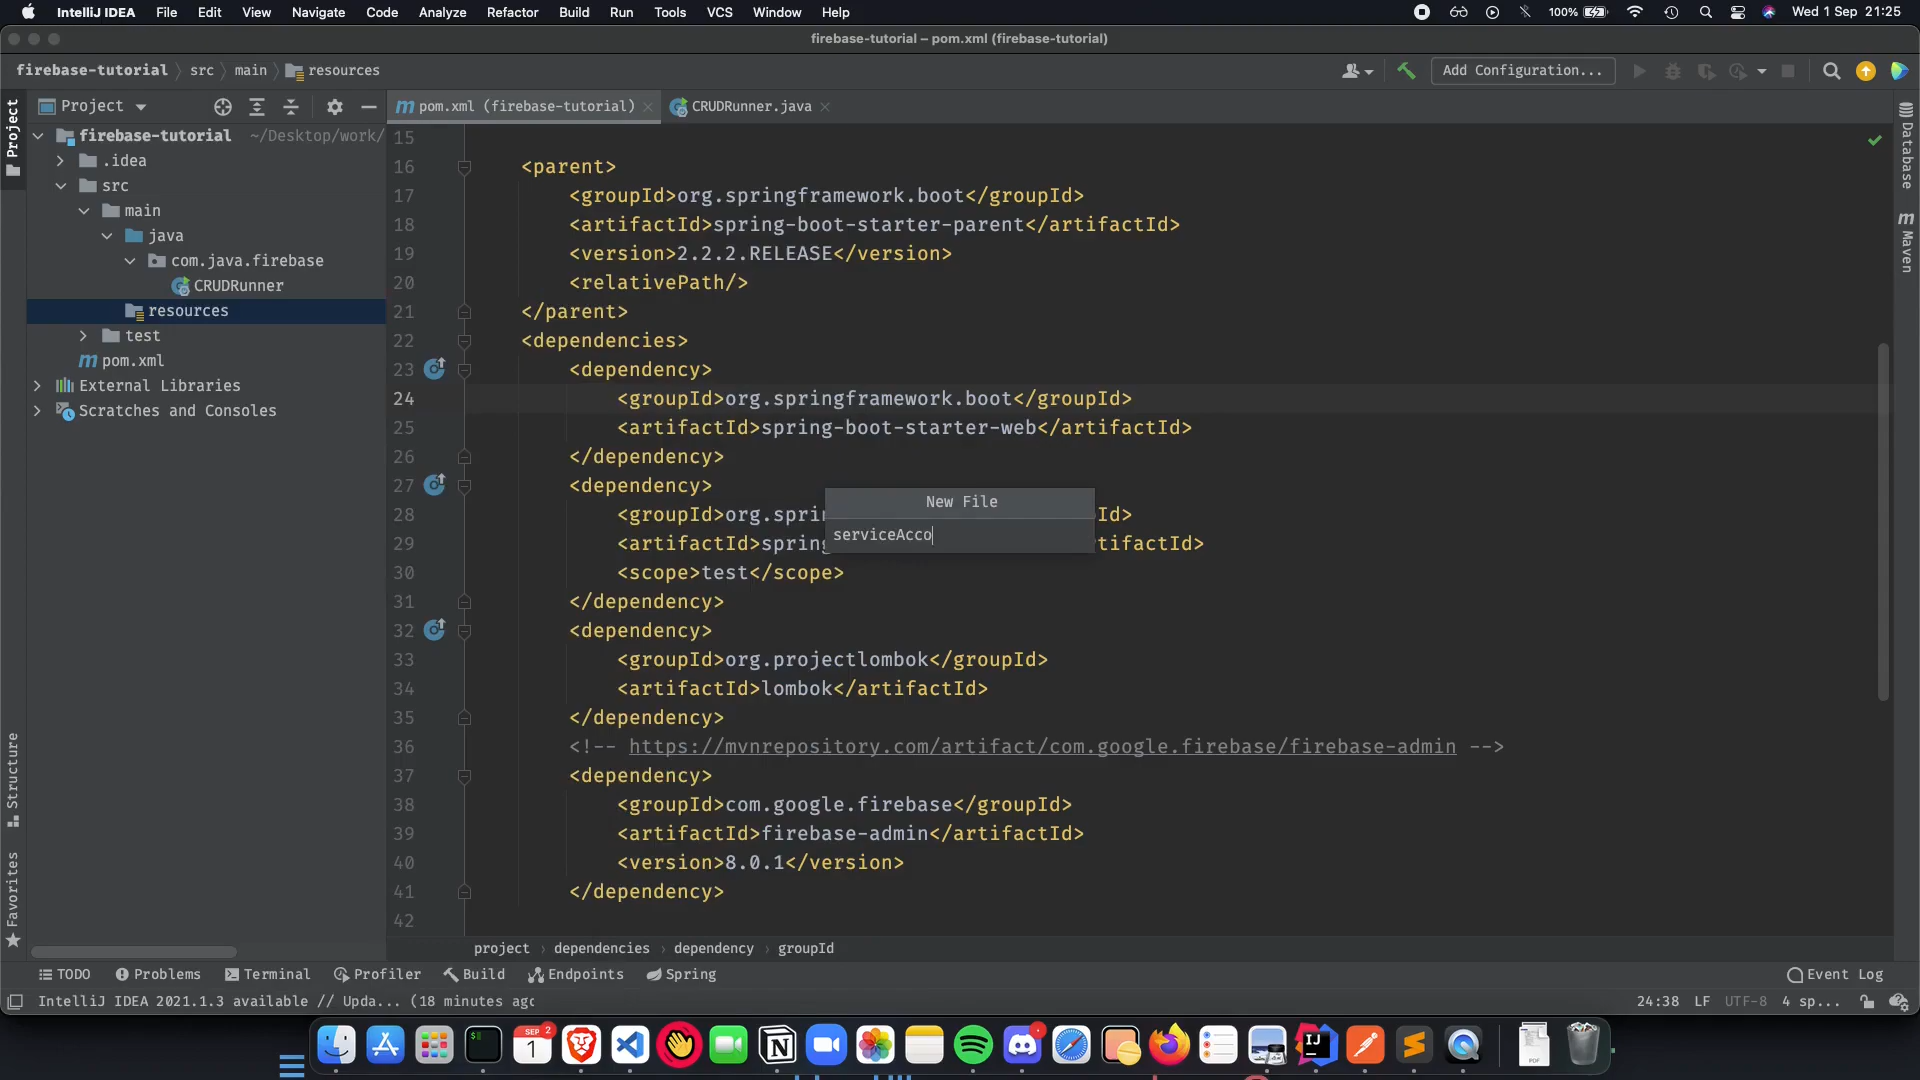 IntelliJ IDEA File Edit View Navigate Code Analyze Refactor Build Run Tools VCS Window Help 100% Wed 1 Sep 21:25
firebase-tutorial – pom.xml (firebase-tutorial)
firebase-tutorial src main resources Add Configuration...
Project pom.xml (firebase-tutorial) CRUDRunner.java
Project
Structure
Favorites
Database
m Maven
firebase-tutorial ~/Desktop/work/
.idea
src
main
java
com.java.firebase
CRUDRunner
resources
test
pom.xml
External Libraries
Scratches and Consoles
15
16 <parent>
17 <groupId>org.springframework.boot</groupId>
18 <artifactId>spring-boot-starter-parent</artifactId>
19 <version>2.2.2.RELEASE</version>
20 <relativePath/>
21 </parent>
22 <dependencies>
23 <dependency>
24 <groupId>org.springframework.boot</groupId>
25 <artifactId>spring-boot-starter-web</artifactId>
26 </dependency>
27 <dependency>
28 <groupId>org.sprin Id>
29 <artifactId>spring tifactId>
30 <scope>test</scope>
31 </dependency>
32 <dependency>
33 <groupId>org.projectlombok</groupId>
34 <artifactId>lombok</artifactId>
35 </dependency>
36 <!-- https://mvnrepository.com/artifact/com.google.firebase/firebase-admin -->
37 <dependency>
38 <groupId>com.google.firebase</groupId>
39 <artifactId>firebase-admin</artifactId>
40 <version>8.0.1</version>
41 </dependency>
42
New File
serviceAcco
project dependencies dependency groupId
TODO Problems Terminal Profiler Build Endpoints Spring Event Log
IntelliJ IDEA 2021.1.3 available // Upda... (18 minutes ago 24:38 LF UTF-8 4 sp...
SEP 2
1
IJ
PDF